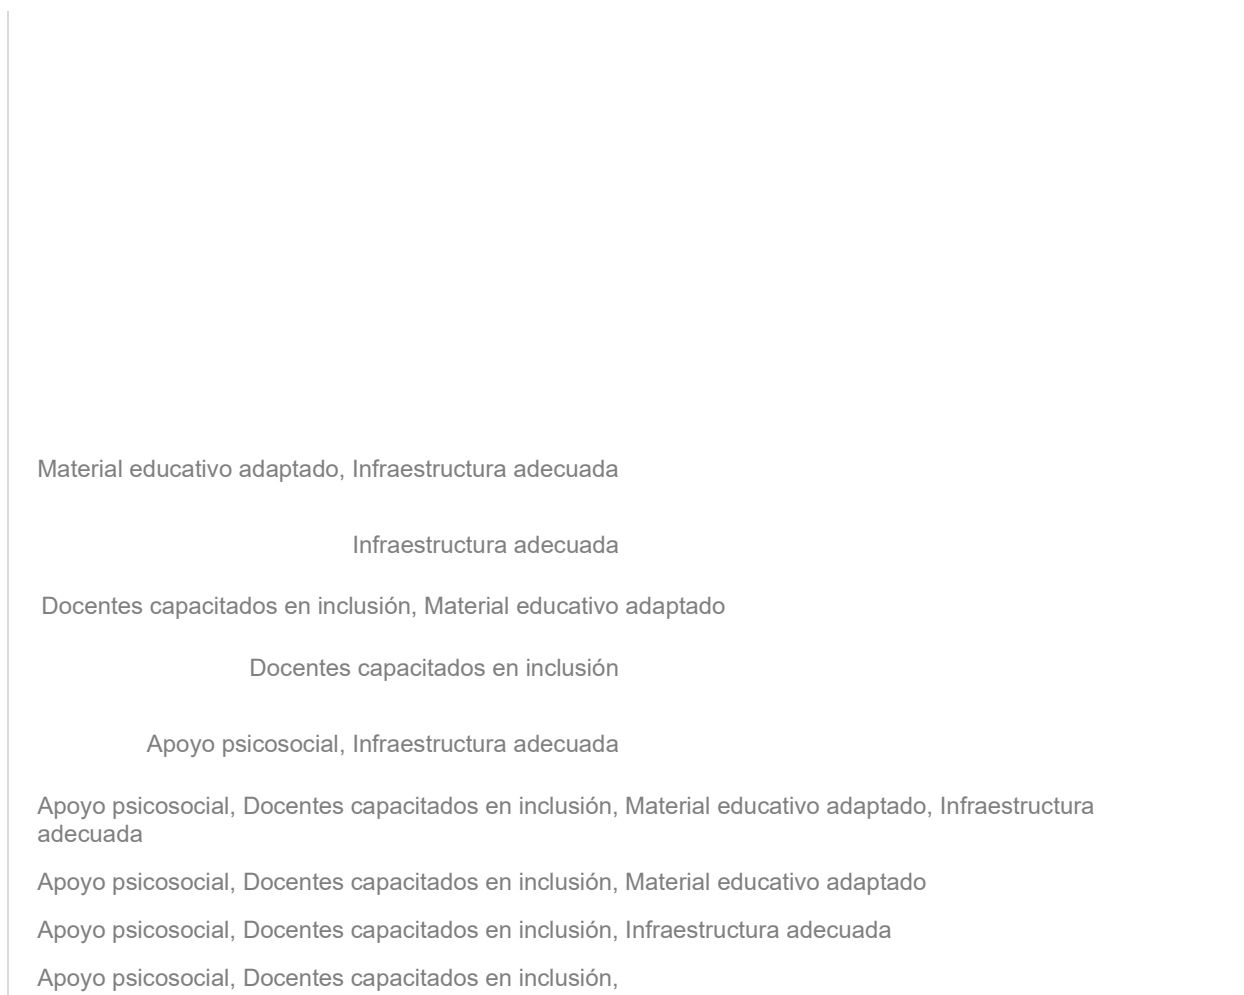 Material educativo adaptado, Infraestructura adecuada
Infraestructura adecuada
Docentes capacitados en inclusión, Material educativo adaptado
Docentes capacitados en inclusión
Apoyo psicosocial, Infraestructura adecuada
Apoyo psicosocial, Docentes capacitados en inclusión, Material educativo adaptado, Infraestructura
adecuada
Apoyo psicosocial, Docentes capacitados en inclusión, Material educativo adaptado
Apoyo psicosocial, Docentes capacitados en inclusión, Infraestructura adecuada
Apoyo psicosocial, Docentes capacitados en inclusión,